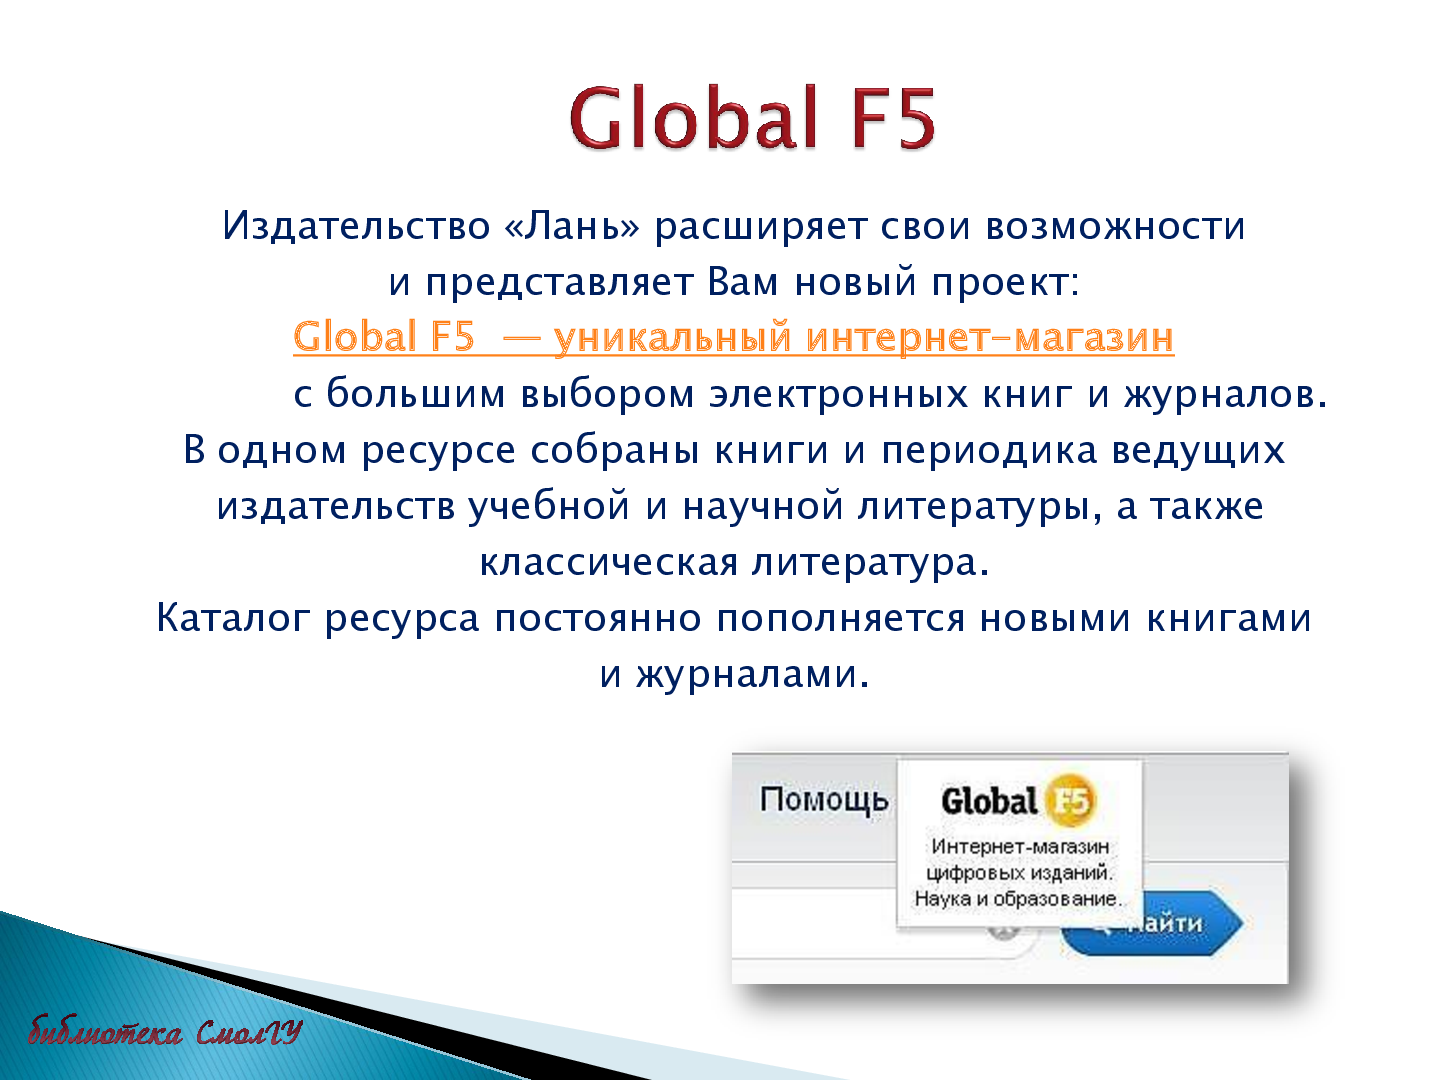 Global F5
Издательство «Лань» расширяет свои возможности
и представляет Вам новый проект:
Global F5 — уникальный интернет-магазин
с большим выбором электронных книг и журналов.
В одном ресурсе собраны книги и периодика ведущих
издательств учебной и научной литературы, а также
классическая литература.
Каталог ресурса постоянно пополняется новыми книгами
и журналами.
Помощь
Global F5
Интернет-магазин
цифровых изданий.
Наука и образование.
Найти
библиотека СмолГУ